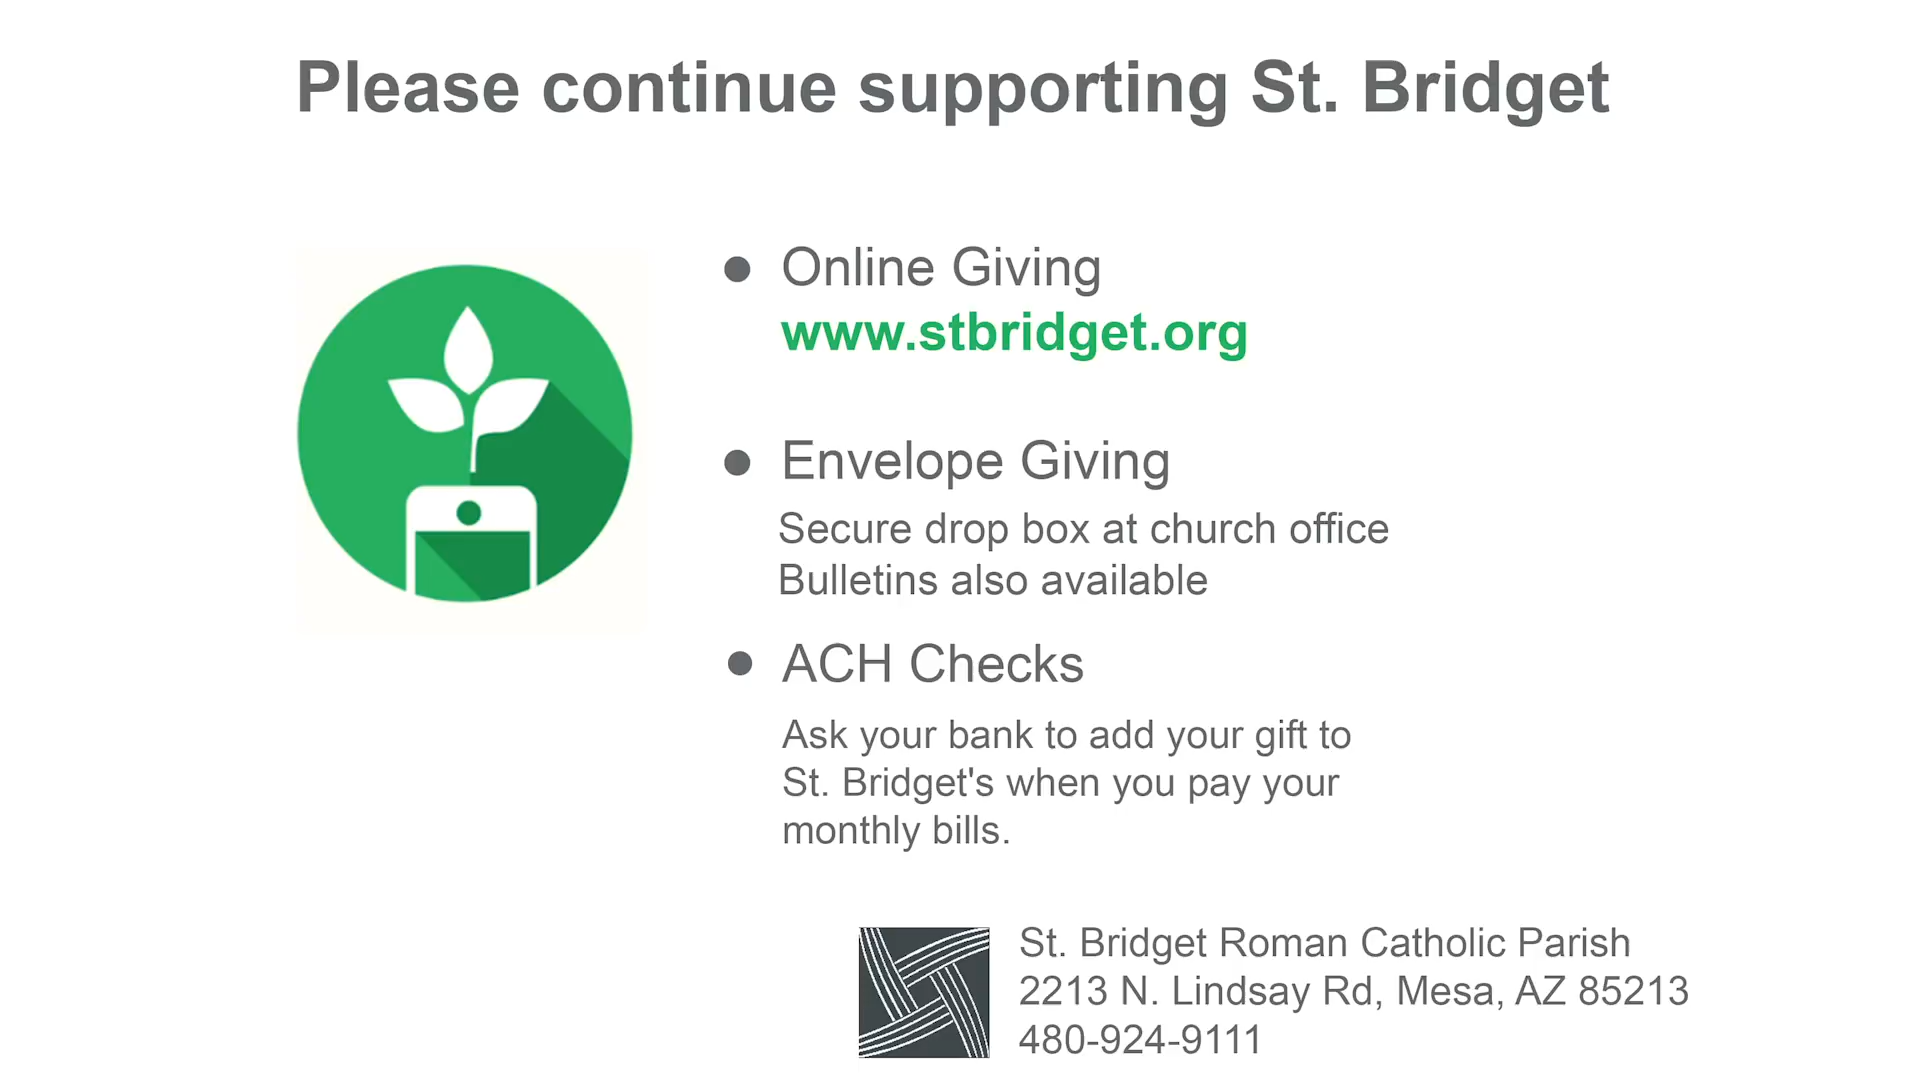 Please continue supporting St. Bridget
● Online Giving
www.stbridget.org
● Envelope Giving
Secure drop box at church office
Bulletins also available
● ACH Checks
Ask your bank to add your gift to
St. Bridget's when you pay your
monthly bills.
St. Bridget Roman Catholic Parish
2213 N. Lindsay Rd, Mesa, AZ 85213
480-924-9111